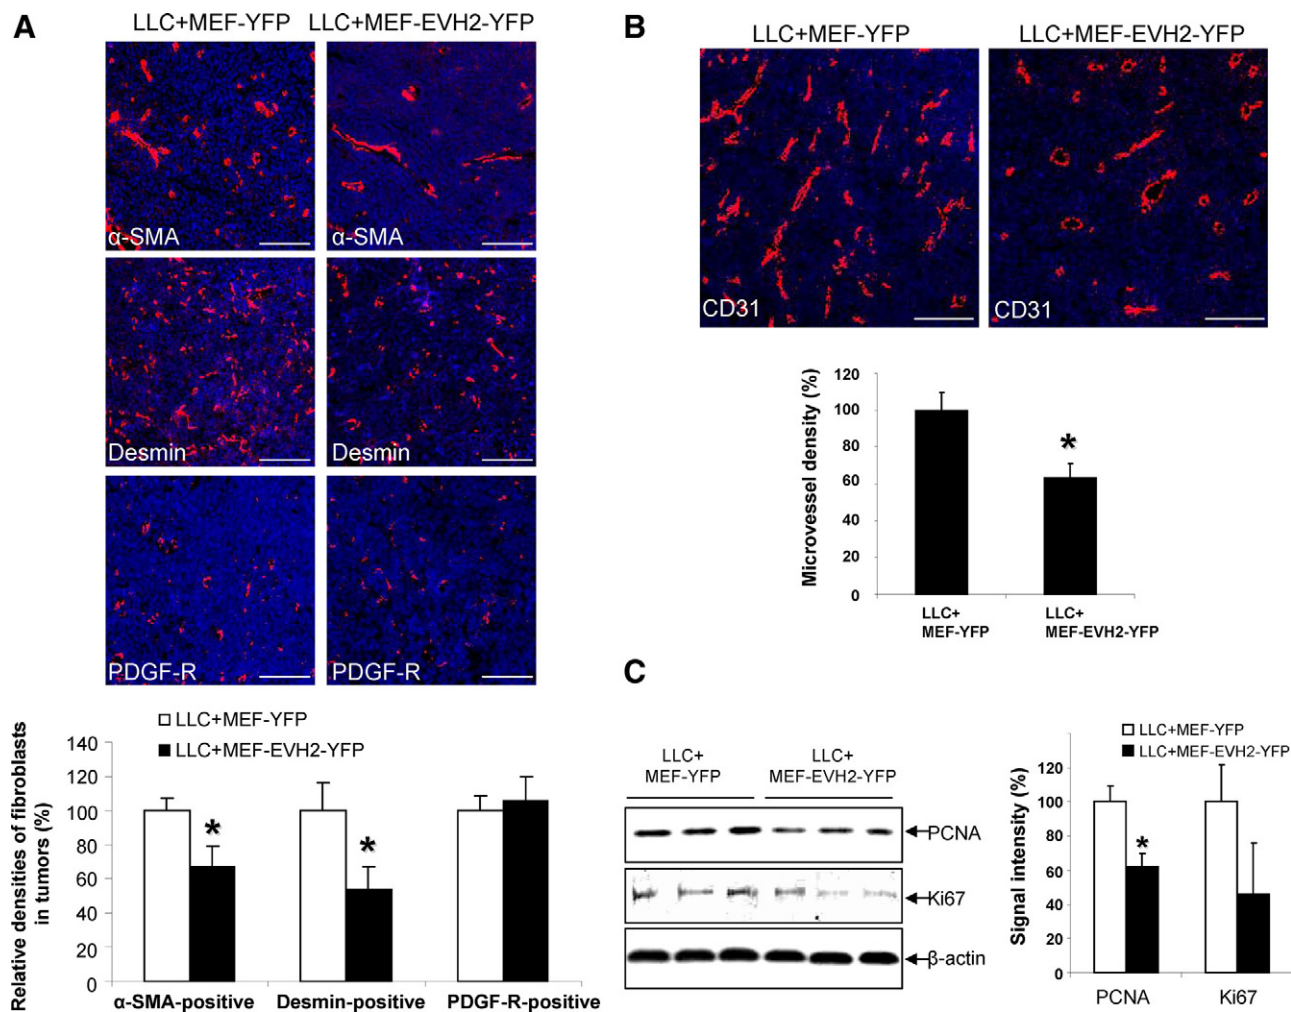 A
LLC+MEF-YFP LLC+MEF-EVH2-YFP
α-SMA
α-SMA
Desmin
Desmin
PDGF-R
PDGF-R
LLC+MEF-YFP
LLC+MEF-EVH2-YFP
Relative densities of fibroblasts
in tumors (%)
140
120
100
80
60
40
20
0
*
*
α-SMA-positive
Desmin-positive
PDGF-R-positive
B
LLC+MEF-YFP
LLC+MEF-EVH2-YFP
CD31
CD31
Microvessel density (%)
120
100
80
60
40
20
0
*
LLC+
MEF-YFP
LLC+
MEF-EVH2-YFP
C
LLC+
MEF-YFP
LLC+
MEF-EVH2-YFP
PCNA
Ki67
β-actin
LLC+MEF-YFP
LLC+MEF-EVH2-YFP
Signal intensity (%)
120
100
80
60
40
20
0
*
PCNA
Ki67